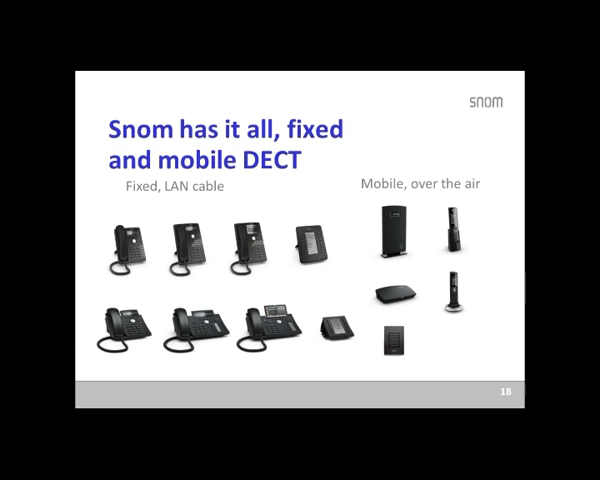 snom
Snom has it all, fixed
and mobile DECT
Fixed, LAN cable
Mobile, over the air
18